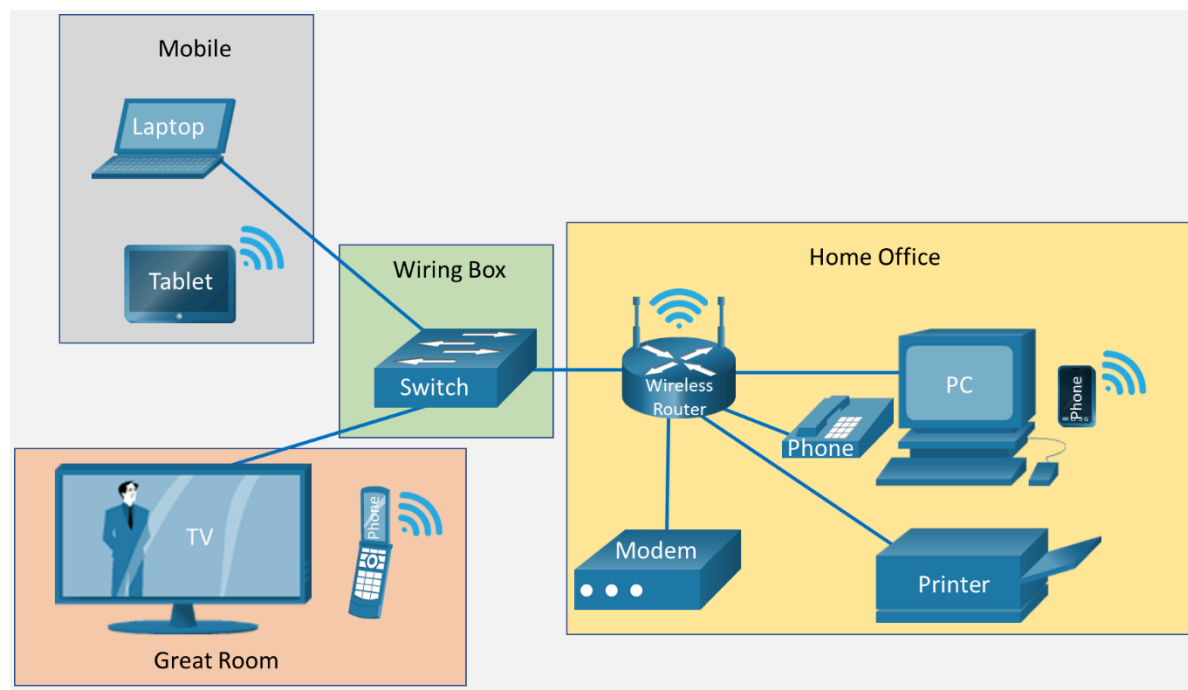 Mobile
Laptop
Tablet
Wiring Box
Switch
Home Office
Wireless
Router
PC
Phone
Phone
Modem
Printer
TV
Phone
Great Room